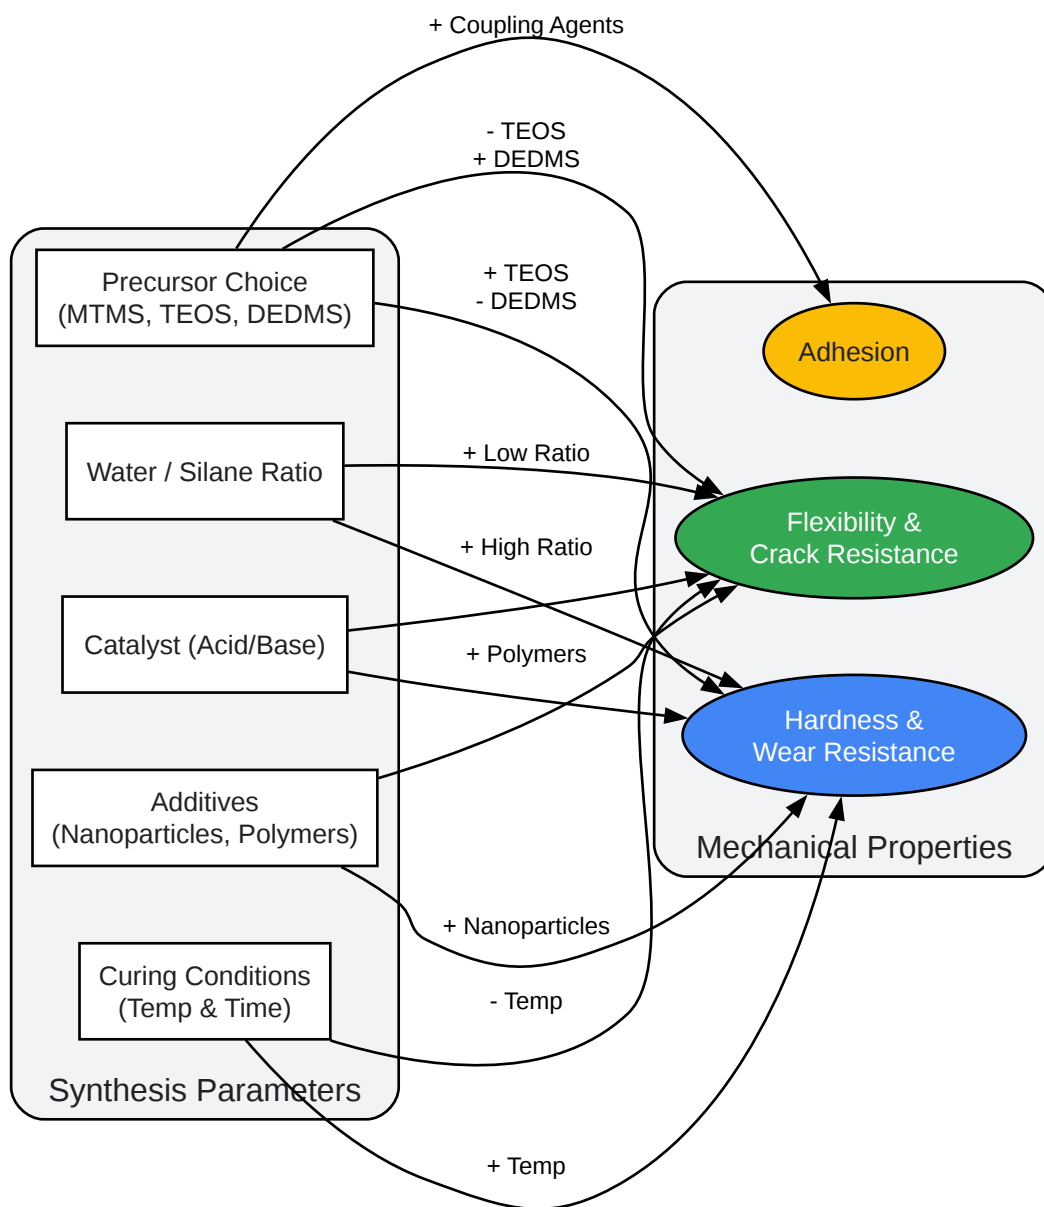 + Coupling Agents
- TEOS
+ DEDMS
Precursor Choice
(MTMS, TEOS, DEDMS)
+ TEOS
- DEDMS
Adhesion
Water / Silane Ratio
+ Low Ratio
Flexibility &
Crack Resistance
+ High Ratio
Catalyst (Acid/Base)
+ Polymers
Hardness &
Wear Resistance
Additives
(Nanoparticles, Polymers)
Mechanical Properties
+ Nanoparticles
Curing Conditions
(Temp & Time)
- Temp
Synthesis Parameters
+ Temp